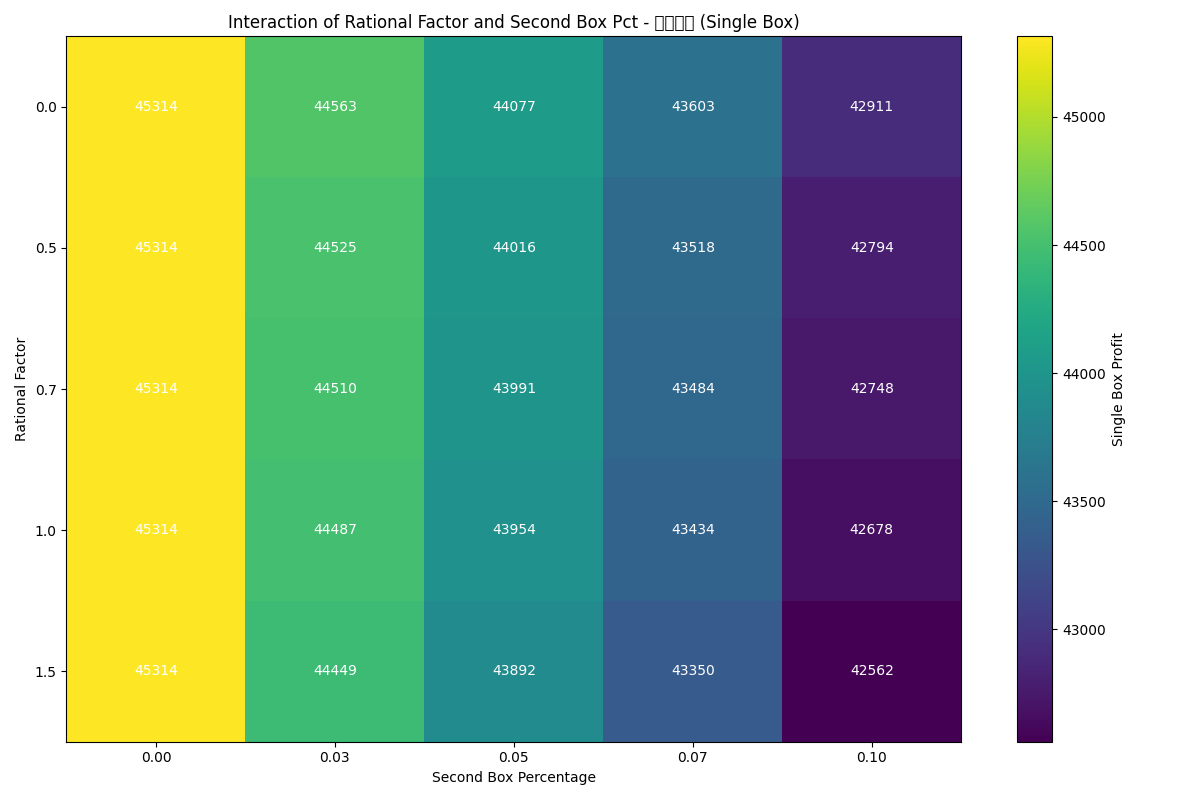 Interaction of Rational Factor and Second Box Pct - (Single Box)
0.0 45314 44563 44077 43603 42911
0.5 45314 44525 44016 43518 42794
0.7 45314 44510 43991 43484 42748
1.0 45314 44487 43954 43434 42678
1.5 45314 44449 43892 43350 42562
0.00 0.03 0.05 0.07 0.10
Second Box Percentage
Rational Factor
45000
44500
44000
43500
43000
Single Box Profit